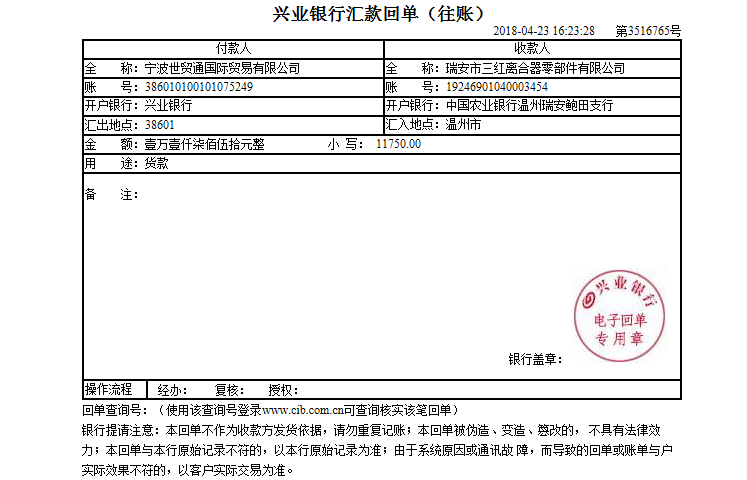 兴业银行汇款回单（往账）
2018-04-23 16:23:28 第3516765号
付款人 收款人
全 称：宁波世贸通国际贸易有限公司 全 称：瑞安市三红离合器零部件有限公司
账 号：386010100101075249 账 号：19246901040003454
开户银行：兴业银行 开户银行：中国农业银行温州瑞安鲍田支行
汇出地点：38601 汇入地点：温州市
金 额：壹万壹仟柒佰伍拾元整 小 写： 11750.00
用 途：货款
备 注：
兴业银行
电子回单
专用章
银行盖章：
操作流程 经办： 复核： 授权：
回单查询号：（使用该查询号登录www.cib.com.cn可查询核实该笔回单）
银行提请注意：本回单不作为收款方发货依据，请勿重复记账；本回单被伪造、变造、篡改的， 不具有法律效
力；本回单与本行原始记录不符的，以本行原始记录为准；由于系统原因或通讯故 障，而导致的回单或账单与户
实际效果不符的，以客户实际交易为准。